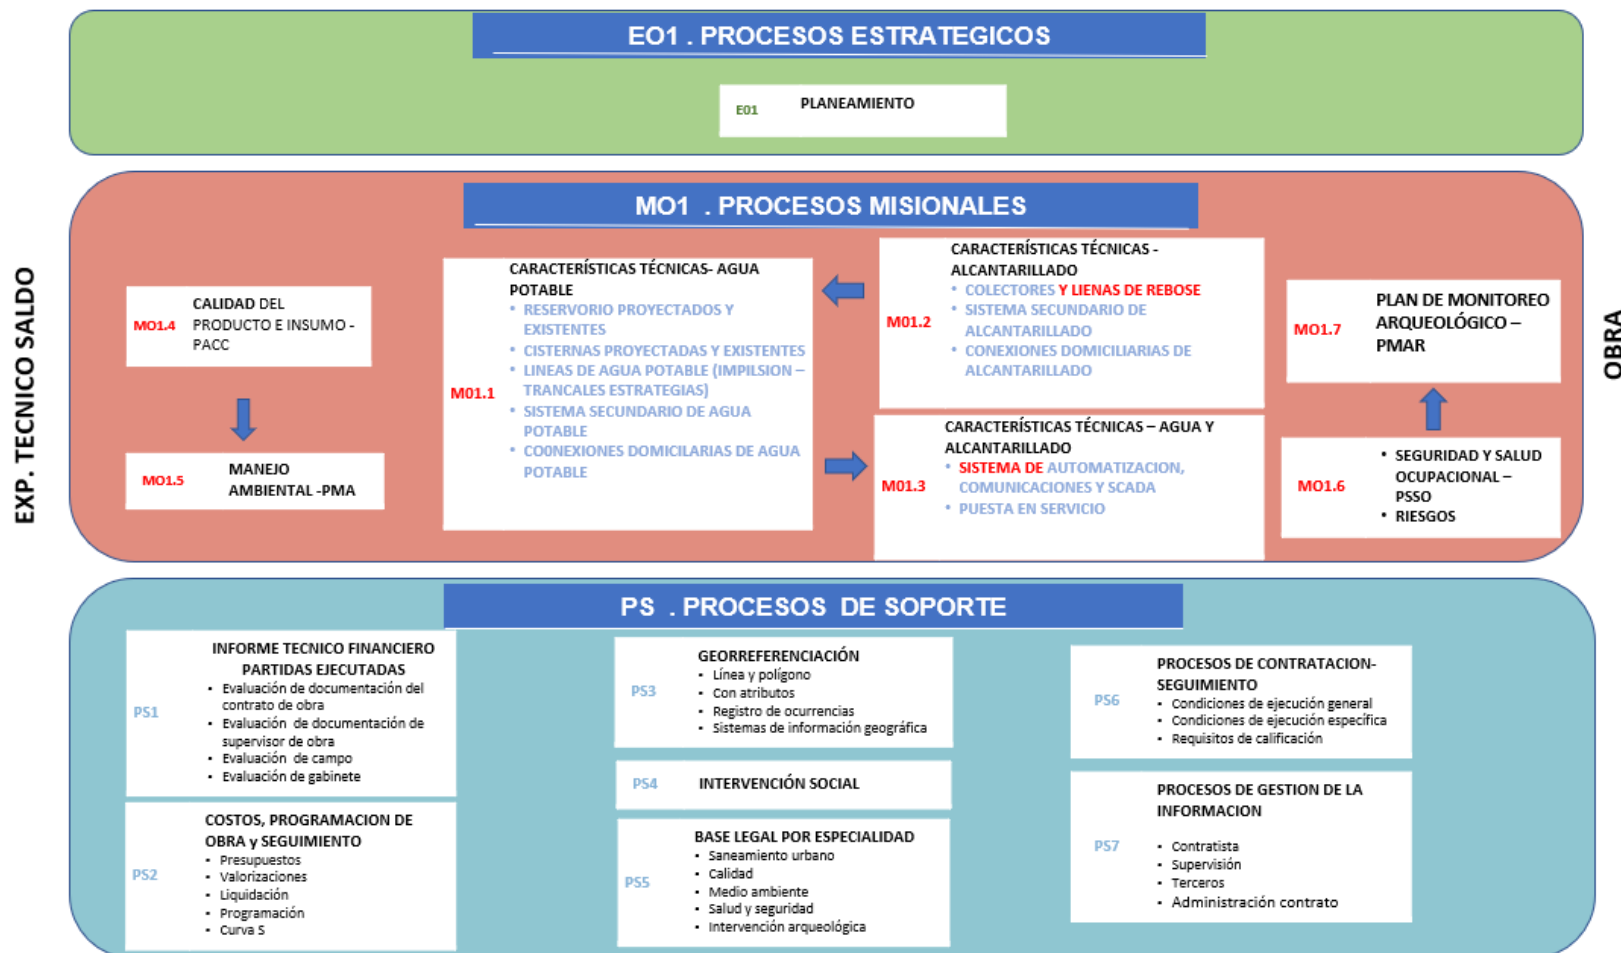 EO1 . PROCESOS ESTRATEGICOS
E01
PLANEAMIENTO
EXP. TECNICO SALDO
OBRA
MO1 . PROCESOS MISIONALES
MO1.4
CALIDAD DEL
PRODUCTO E INSUMO -
PACC
MO1.5
MANEJO
AMBIENTAL -PMA
M01.1
CARACTERÍSTICAS TÉCNICAS- AGUA
POTABLE
• RESERVORIO PROYECTADOS Y
EXISTENTES
• CISTERNAS PROYECTADAS Y EXISTENTES
• LINEAS DE AGUA POTABLE (IMPILSION –
TRANCALES ESTRATEGIAS)
• SISTEMA SECUNDARIO DE AGUA
POTABLE
• CO0NEXIONES DOMICILARIAS DE AGUA
POTABLE
M01.2
CARACTERÍSTICAS TÉCNICAS -
ALCANTARILLADO
• COLECTORES Y LIENAS DE REBOSE
• SISTEMA SECUNDARIO DE
ALCANTARILLADO
• CONEXIONES DOMICILIARIAS DE
ALCANTARILLADO
M01.3
CARACTERÍSTICAS TÉCNICAS – AGUA Y
ALCANTARILLADO
• SISTEMA DE AUTOMATIZACION,
COMUNICACIONES Y SCADA
• PUESTA EN SERVICIO
MO1.7
PLAN DE MONITOREO
ARQUEOLÓGICO –
PMAR
MO1.6
• SEGURIDAD Y SALUD
OCUPACIONAL –
PSSO
• RIESGOS
PS . PROCESOS DE SOPORTE
PS1
INFORME TECNICO FINANCIERO
PARTIDAS EJECUTADAS
▪ Evaluación de documentación del
contrato de obra
▪ Evaluación de documentación de
supervisor de obra
▪ Evaluación de campo
▪ Evaluación de gabinete
PS2
COSTOS, PROGRAMACION DE
OBRA y SEGUIMIENTO
▪ Presupuestos
▪ Valorizaciones
▪ Liquidación
▪ Programación
▪ Curva S
PS3
GEORREFERENCIACIÓN
▪ Línea y polígono
▪ Con atributos
▪ Registro de ocurrencias
▪ Sistemas de información geográfica
PS4
INTERVENCIÓN SOCIAL
PS5
BASE LEGAL POR ESPECIALIDAD
▪ Saneamiento urbano
▪ Calidad
▪ Medio ambiente
▪ Salud y seguridad
▪ Intervención arqueológica
PS6
PROCESOS DE CONTRATACION-
SEGUIMIENTO
▪ Condiciones de ejecución general
▪ Condiciones de ejecución específica
▪ Requisitos de calificación
PS7
PROCESOS DE GESTION DE LA
INFORMACION
▪ Contratista
▪ Supervisión
▪ Terceros
▪ Administración contrato